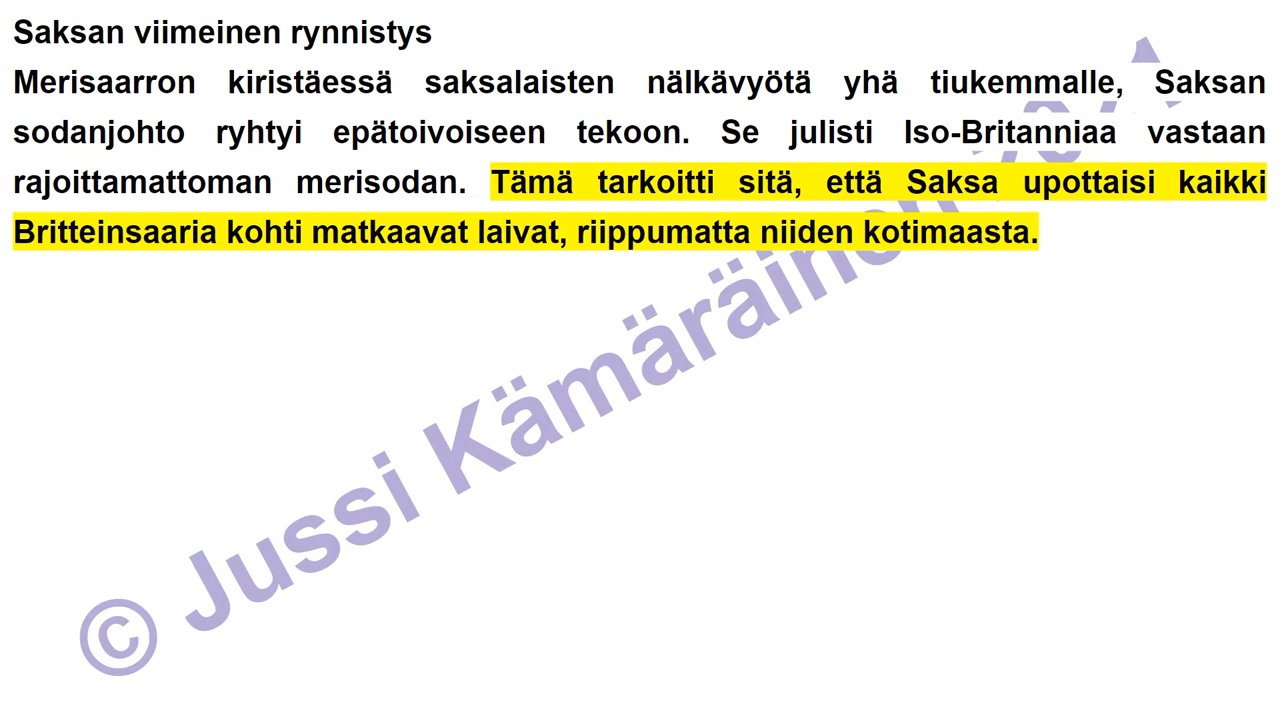 Saksan viimeinen rynnistys
Merisaarron kiristäessä saksalaisten nälkävyötä yhä tiukemmalle, Saksan
sodanjohto ryhtyi epätoivoiseen tekoon. Se julisti Iso-Britanniaa vastaan
rajoittamattoman merisodan. Tämä tarkoitti sitä, että Saksa upottaisi kaikki
Britteinsaaria kohti matkaavat laivat, riippumatta niiden kotimaasta.
© Jussi Kämäräinen